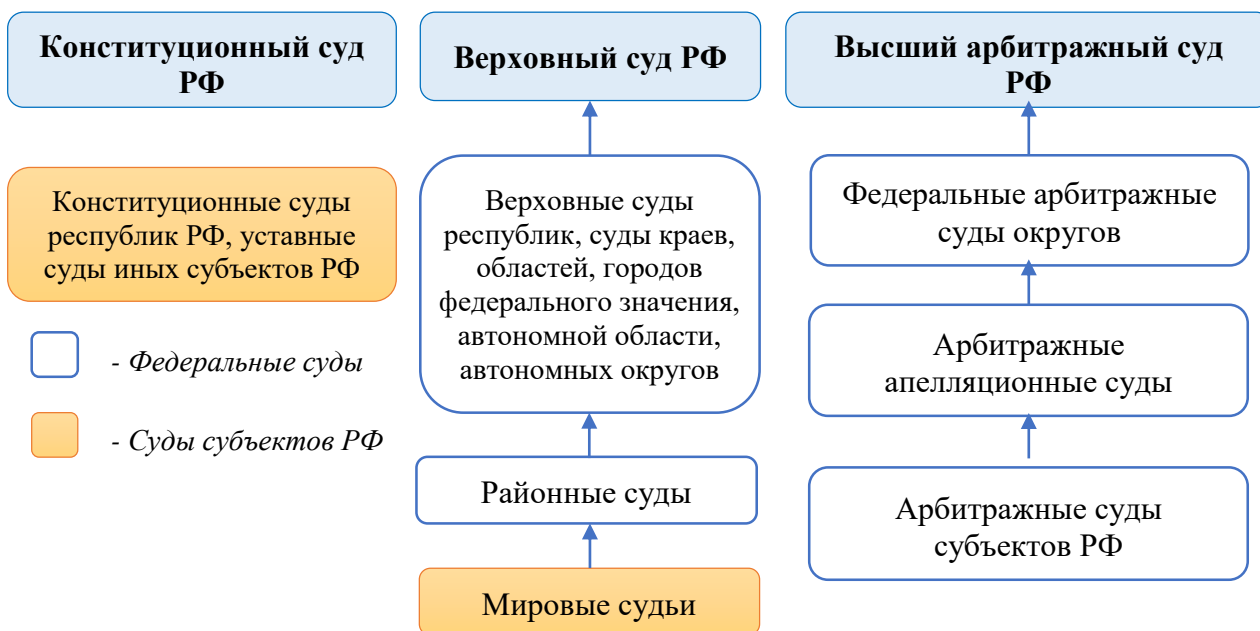 Конституционный суд
РФ
Конституционные суды
республик РФ, уставные
суды иных субъектов РФ
- Федеральные суды
- Суды субъектов РФ
Верховный суд РФ
Верховные суды
республик, суды краев,
областей, городов
федерального значения,
автономной области,
автономных округов
Районные суды
Мировые судьи
Высший арбитражный суд
РФ
Федеральные арбитражные
суды округов
Арбитражные
апелляционные суды
Арбитражные суды
субъектов РФ